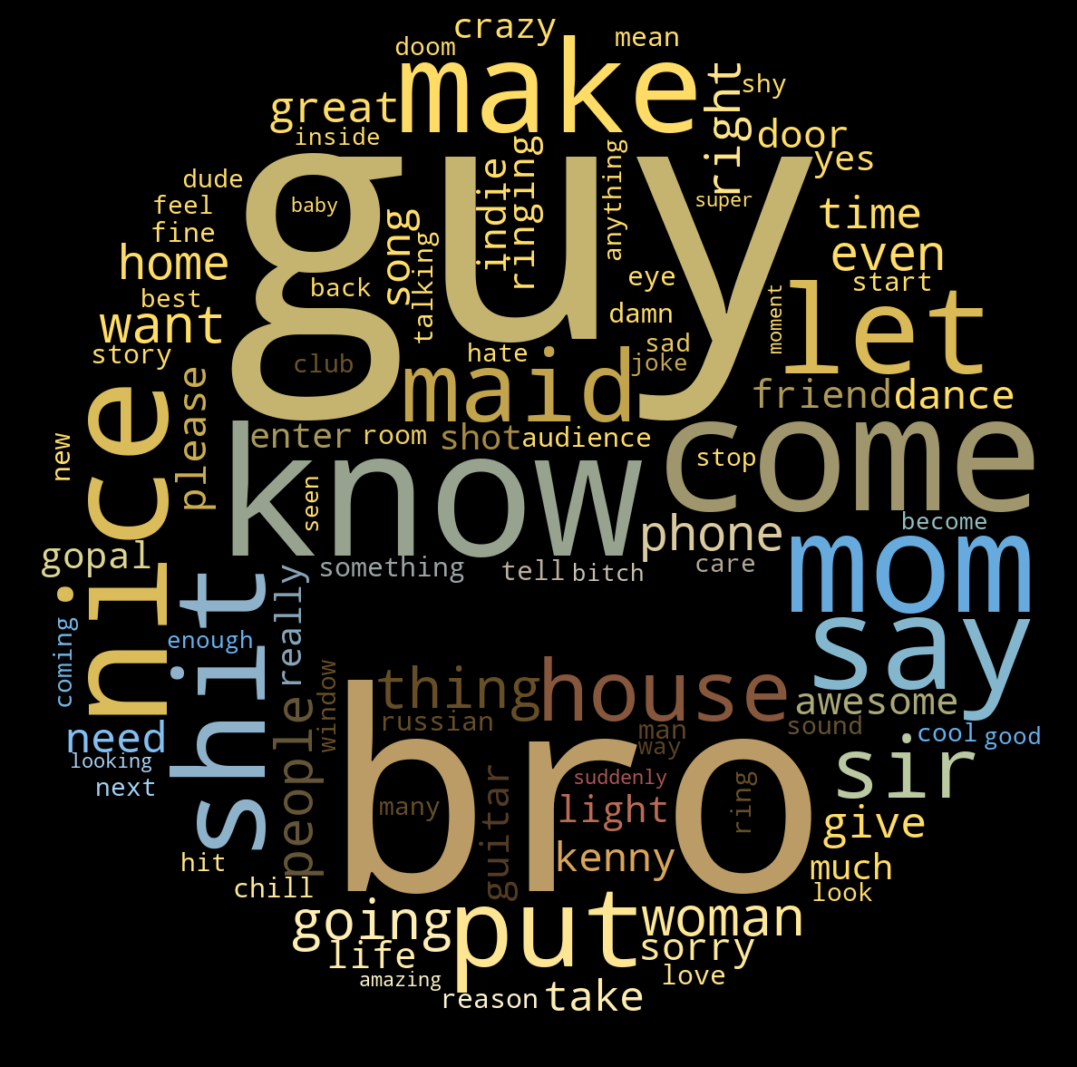 crazy
doom
mean
make
great
right
shy
inside
door
yes
guy
dude
baby
feel
fine
song
talking
indie
ringing
anything
super
time
home
even
eye
back
best
want
start
story
damn
moment
let
hate
sad
joke
club
maid
friend
dance
nice
please
new
enter
room
shot
audience
know
seen
come
stop
phone
become
mom
gopal
something
tell
bitch
care
shit
really
coming
enough
say
window
thing
house
awesome
people
russian
man
way
sound
cool
good
need
looking
next
bro
many
guitar
suddenly
light
ring
sir
kenny
give
hit
much
chill
look
going
put
woman
life
sorry
amazing
love
reason
take